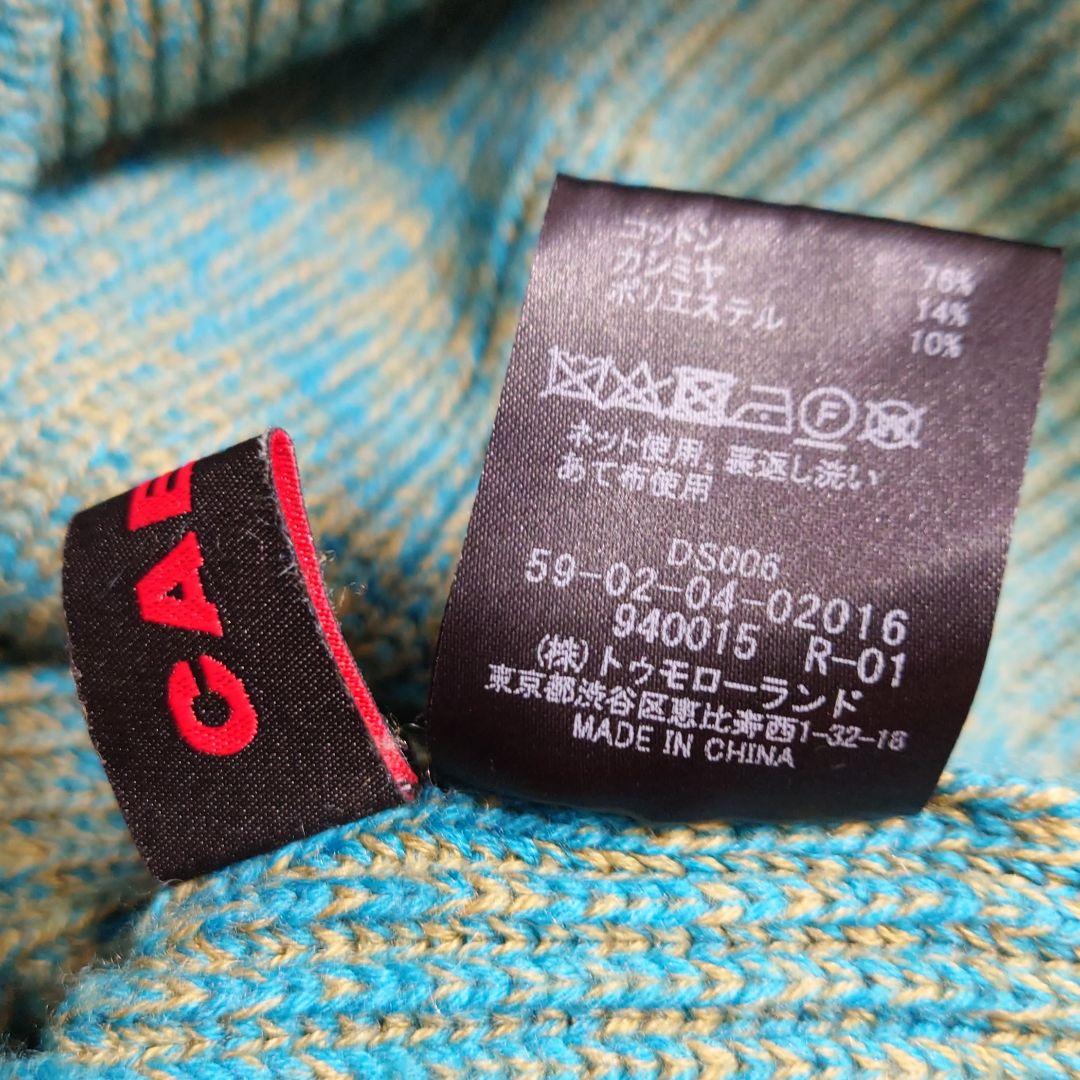 コットン 76%
カシミヤ 14%
ポリエステル 10%
F
ネット使用、裏返し洗い
あて布使用
DS006
59-02-04-02016
940015 R-01
(株)トゥモローランド
東京都渋谷区恵比寿西1-32-18
MADE IN CHINA